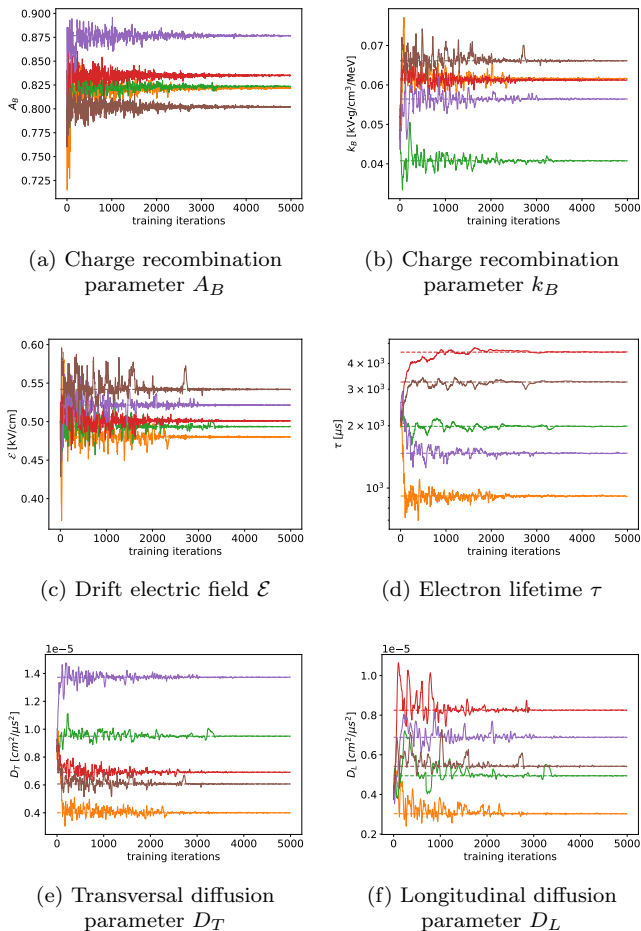 0.875
0.850
0.825
0.800
0.775
0.750
0.725
A_B
0 1000 2000 3000 4000 5000
training iterations
(a) Charge recombination
parameter A_B
0.07
0.06
0.05
0.04
k_B [kV·g/cm³/MeV]
0 1000 2000 3000 4000 5000
training iterations
(b) Charge recombination
parameter k_B
0.60
0.55
0.50
0.45
0.40
ℰ [kV/cm]
0 1000 2000 3000 4000 5000
training iterations
(c) Drift electric field ℰ
4 × 10³
3 × 10³
2 × 10³
10³
τ [μs]
0 1000 2000 3000 4000 5000
training iterations
(d) Electron lifetime τ
1e−5
1.4
1.2
1.0
0.8
0.6
0.4
D_T [cm²/μs²]
0 1000 2000 3000 4000 5000
training iterations
(e) Transversal diffusion
parameter D_T
1e−5
1.0
0.8
0.6
0.4
0.2
D_L [cm²/μs²]
0 1000 2000 3000 4000 5000
training iterations
(f) Longitudinal diffusion
parameter D_L